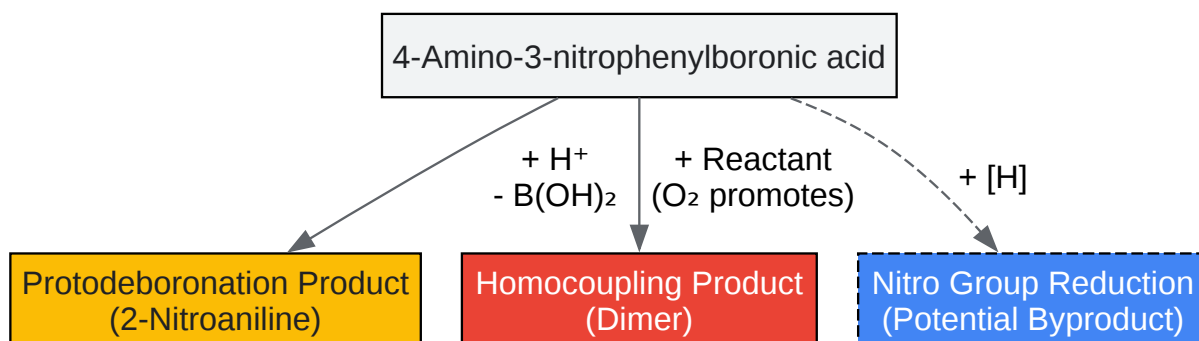 4-Amino-3-nitrophenylboronic acid
+ H⁺
- B(OH)₂
+ Reactant
(O₂ promotes)
+ [H]
Protodeboronation Product
(2-Nitroaniline)
Homocoupling Product
(Dimer)
Nitro Group Reduction
(Potential Byproduct)